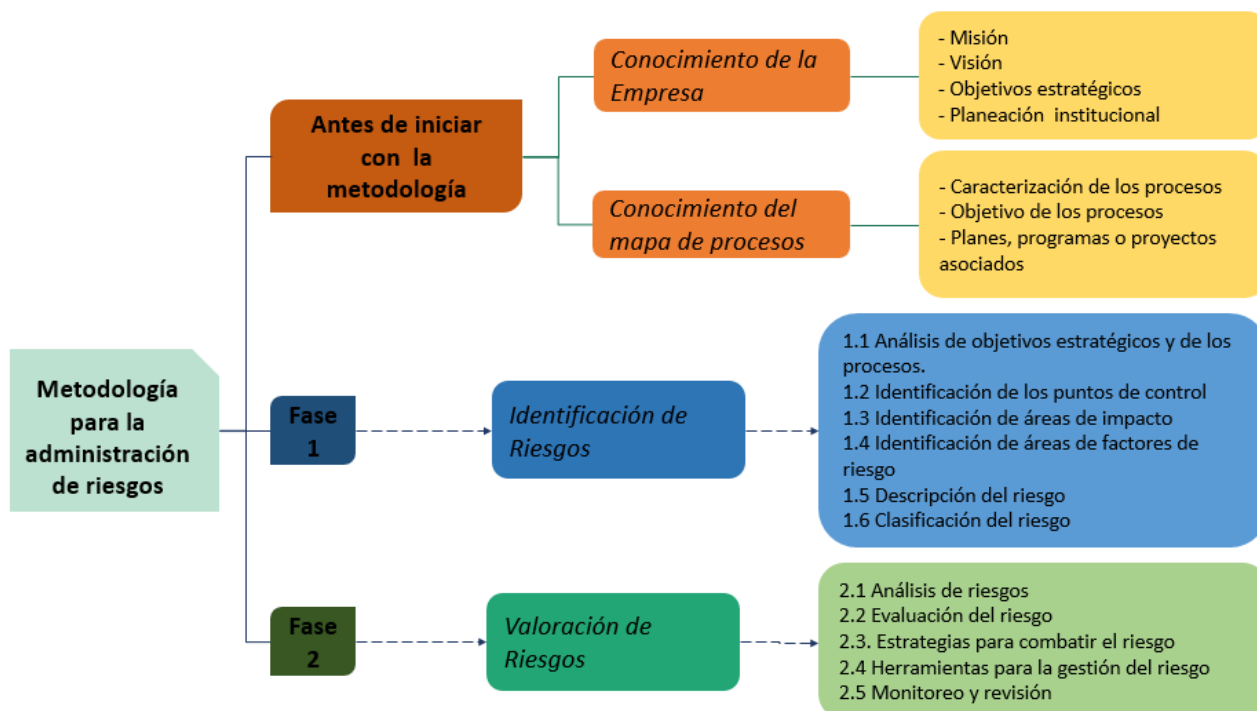 Metodología
para la
administración
de riesgos
Antes de iniciar
con la
metodología
Conocimiento de la
Empresa
- Misión
- Visión
- Objetivos estratégicos
- Planeación institucional
Conocimiento del
mapa de procesos
- Caracterización de los procesos
- Objetivo de los procesos
- Planes, programas o proyectos
asociados
Fase
1
Identificación de
Riesgos
1.1 Análisis de objetivos estratégicos y de los
procesos.
1.2 Identificación de los puntos de control
1.3 Identificación de áreas de impacto
1.4 Identificación de áreas de factores de
riesgo
1.5 Descripción del riesgo
1.6 Clasificación del riesgo
Fase
2
Valoración de
Riesgos
2.1 Análisis de riesgos
2.2 Evaluación del riesgo
2.3. Estrategias para combatir el riesgo
2.4 Herramientas para la gestión del riesgo
2.5 Monitoreo y revisión